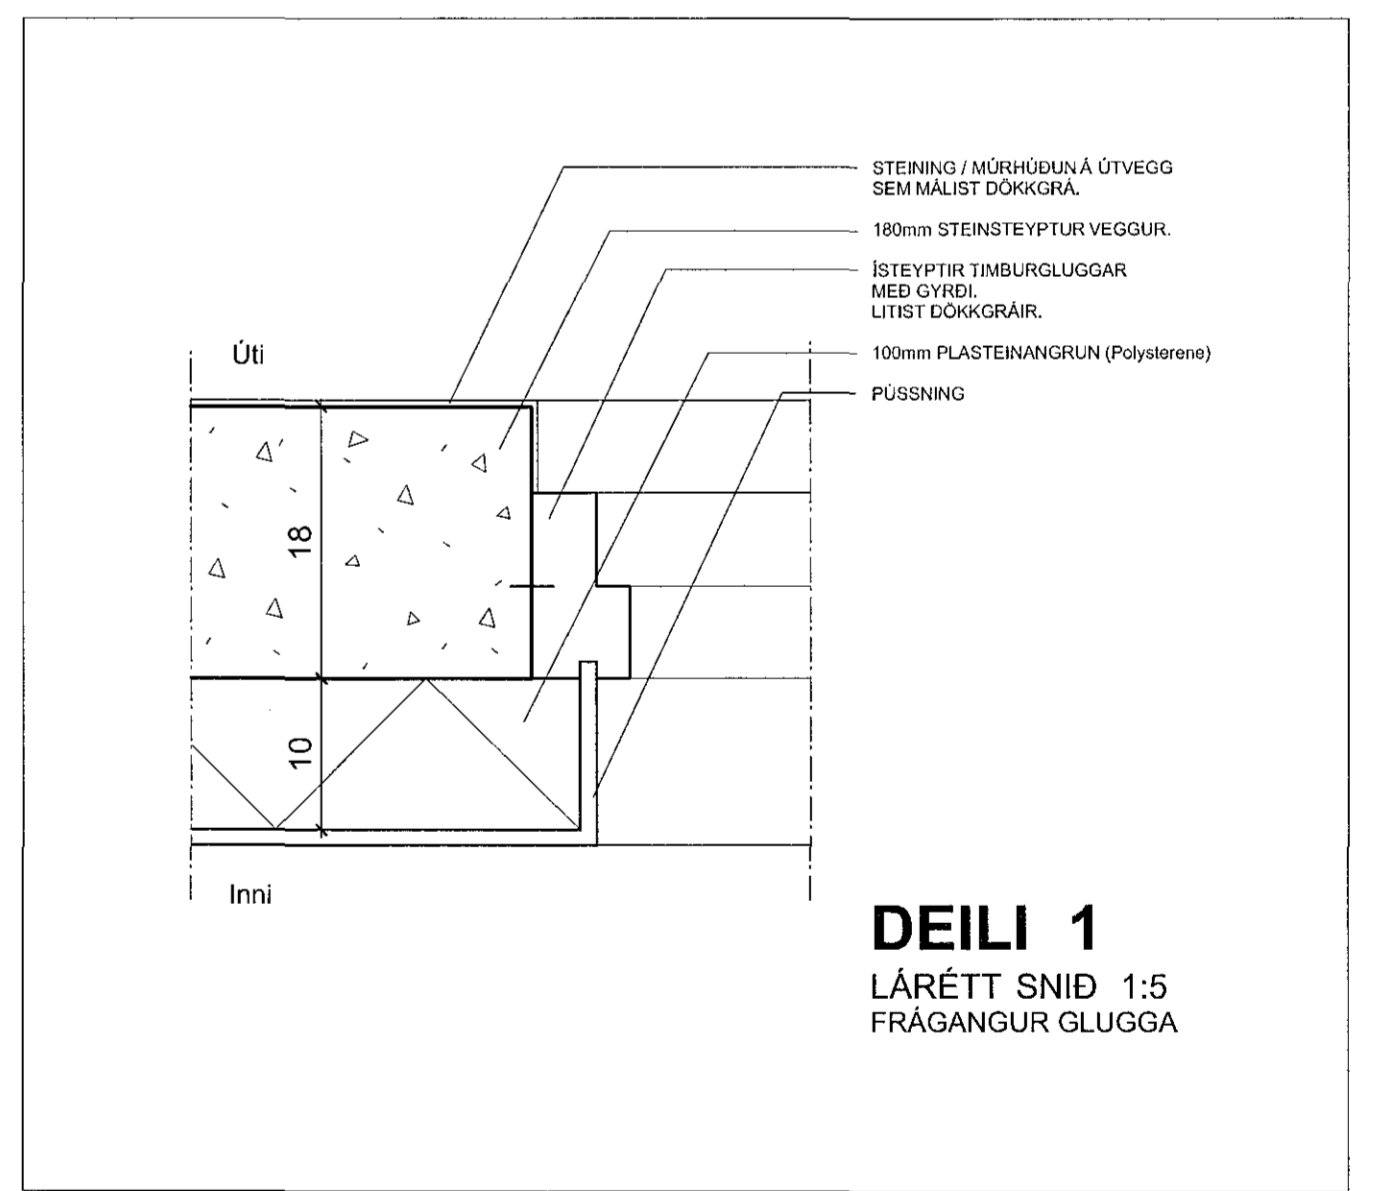 STEINING / MÚRHÚÐUN Á ÚTVEGG
SEM MÁLIST DÖKKGRÁ.
180mm STEINSTEYPTUR VEGGUR.
ÍSTEYPTIR TIMBURGLUGGAR
MEÐ GYRÐI.
LITIST DÖKKGRÁIR.
100mm PLASTEINANGRUN (Polysterene)
PÚSSNING
Úti
18
10
Inni
DEILI 1
LÁRÉTT SNIÐ 1:5
FRÁGANGUR GLUGGA